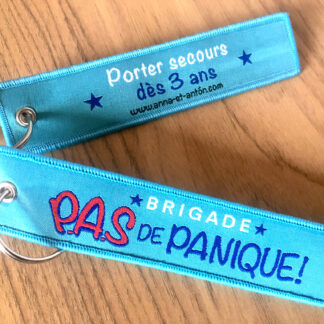 Porter secours
dès 3 ans
www.anna-et-anton.com
BRIGADE
P.A.S DE PANIQUE!